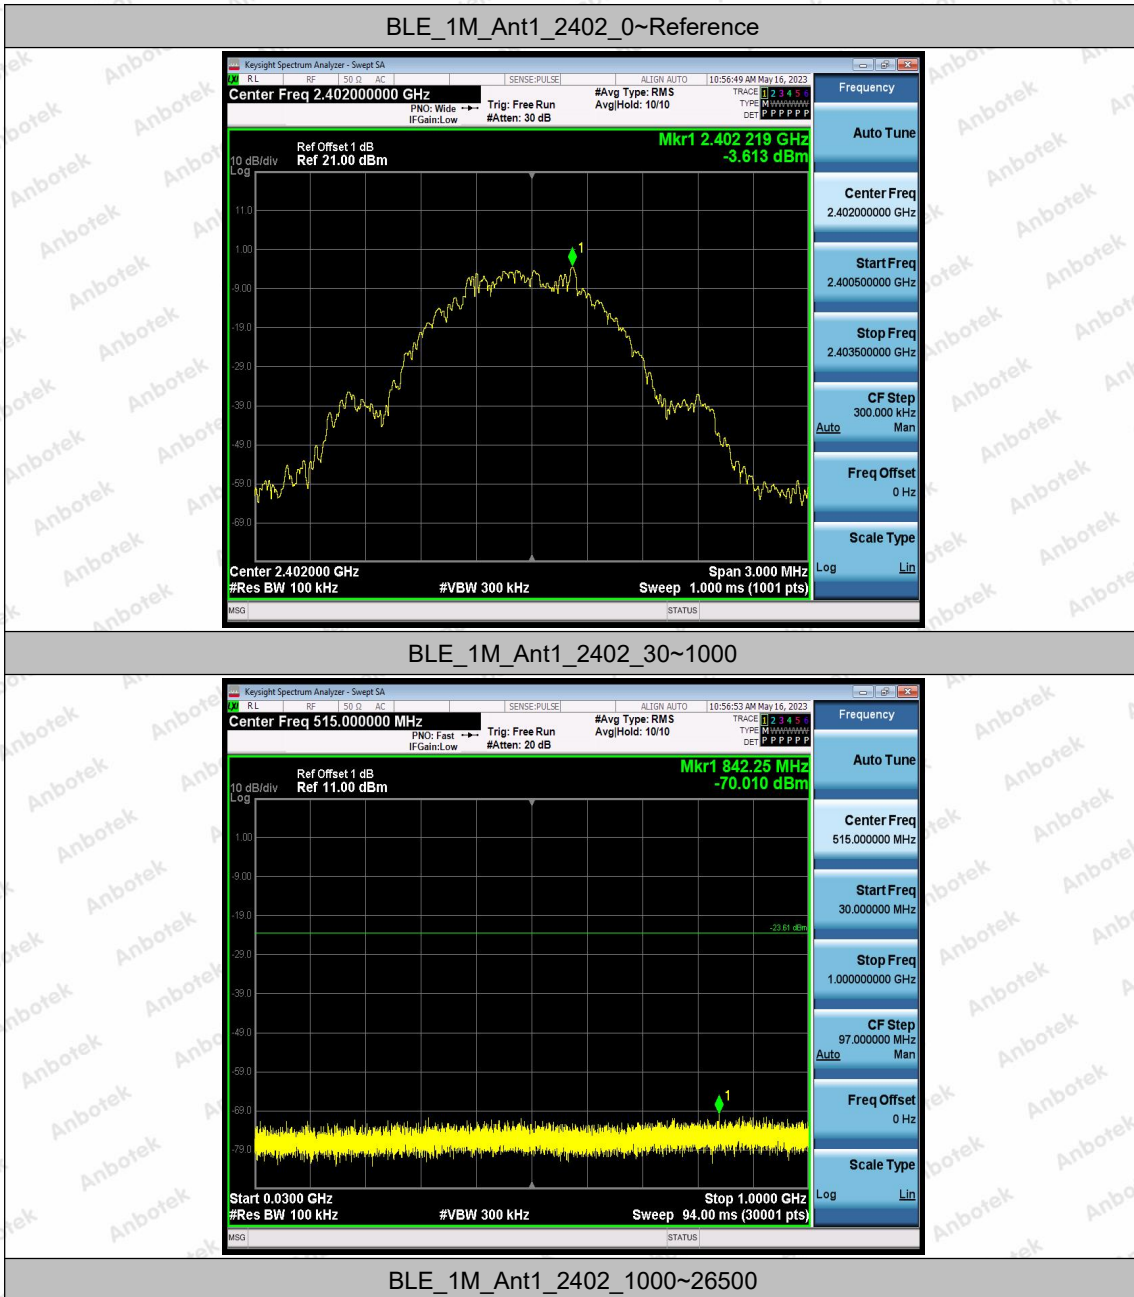 BLE_1M_Ant1_2402_0~Reference
Keysight Spectrum Analyzer - Swept SA
RL RF 50 Ω AC SENSE:PULSE ALIGN AUTO 10:56:49 AM May 16, 2023
Center Freq 2.402000000 GHz
PNO: Wide
IFGain:Low
Trig: Free Run
#Atten: 30 dB
#Avg Type: RMS
Avg|Hold: 10/10
TRACE 1 2 3 4 5 6
TYPE M WWWWW
DET P P P P P P
Frequency
Auto Tune
Center Freq
2.402000000 GHz
Start Freq
2.400500000 GHz
Stop Freq
2.403500000 GHz
CF Step
300.000 kHz
Auto Man
Freq Offset
0 Hz
Scale Type
Log Lin
Mkr1 2.402 219 GHz
-3.613 dBm
Ref Offset 1 dB
10 dB/div Ref 21.00 dBm
Log
11.0
1
1.00
-9.00
-19.0
-29.0
-39.0
-49.0
-59.0
-69.0
Center 2.402000 GHz Span 3.000 MHz
#Res BW 100 kHz #VBW 300 kHz Sweep 1.000 ms (1001 pts)
MSG STATUS
BLE_1M_Ant1_2402_30~1000
Keysight Spectrum Analyzer - Swept SA
RL RF 50 Ω AC SENSE:PULSE ALIGN AUTO 10:56:53 AM May 16, 2023
Center Freq 515.000000 MHz
PNO: Fast
IFGain:Low
Trig: Free Run
#Atten: 20 dB
#Avg Type: RMS
Avg|Hold: 10/10
TRACE 1 2 3 4 5 6
TYPE M WWWWW
DET P P P P P P
Frequency
Auto Tune
Center Freq
515.000000 MHz
Start Freq
30.000000 MHz
Stop Freq
1.000000000 GHz
CF Step
97.000000 MHz
Auto Man
Freq Offset
0 Hz
Scale Type
Log Lin
Mkr1 842.25 MHz
-70.010 dBm
Ref Offset 1 dB
10 dB/div Ref 11.00 dBm
Log
1.00
-9.00
-19.0
-23.61 dBm
-29.0
-39.0
-49.0
-59.0
1
-69.0
-79.0
Start 0.0300 GHz Stop 1.0000 GHz
#Res BW 100 kHz #VBW 300 kHz Sweep 94.00 ms (30001 pts)
MSG STATUS
BLE_1M_Ant1_2402_1000~26500
Anbotek